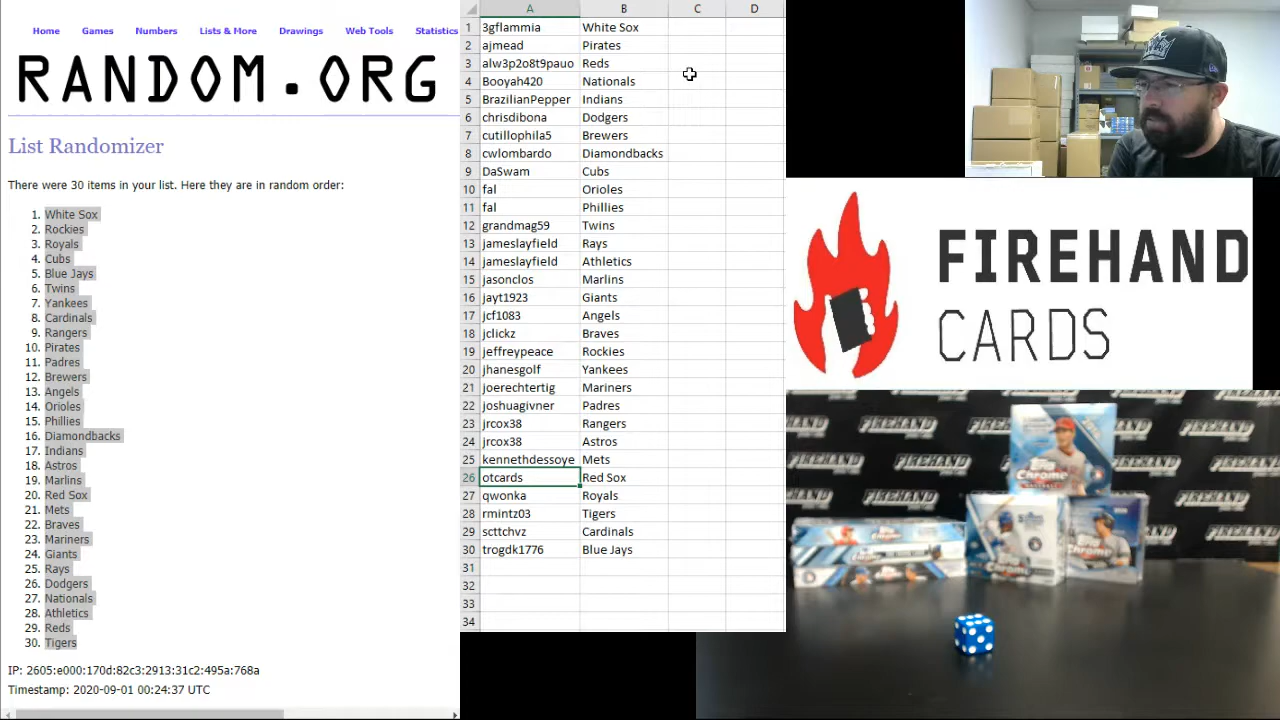 Home Games Numbers Lists & More Drawings Web Tools Statistics
RANDOM.ORG
List Randomizer
There were 30 items in your list. Here they are in random order:
1. White Sox
2. Rockies
3. Royals
4. Cubs
5. Blue Jays
6. Twins
7. Yankees
8. Cardinals
9. Rangers
10. Pirates
11. Padres
12. Brewers
13. Angels
14. Orioles
15. Phillies
16. Diamondbacks
17. Indians
18. Astros
19. Marlins
20. Red Sox
21. Mets
22. Braves
23. Mariners
24. Giants
25. Rays
26. Dodgers
27. Nationals
28. Athletics
29. Reds
30. Tigers
IP: 2605:e000:170d:82c3:2913:31c2:495a:768a
Timestamp: 2020-09-01 00:24:37 UTC
A B C D
1 3gflammia White Sox
2 ajmead Pirates
3 alw3p2o8t9pauo Reds
4 Booyah420 Nationals
5 BrazilianPepper Indians
6 chrisdibona Dodgers
7 cutillophila5 Brewers
8 cwlombardo Diamondbacks
9 DaSwam Cubs
10 fal Orioles
11 fal Phillies
12 grandmag59 Twins
13 jameslayfield Rays
14 jameslayfield Athletics
15 jasonclos Marlins
16 jayt1923 Giants
17 jcf1083 Angels
18 jclickz Braves
19 jeffreypeace Rockies
20 jhanesgolf Yankees
21 joerechtertig Mariners
22 joshuagivner Padres
23 jrcox38 Rangers
24 jrcox38 Astros
25 kennethdessoye Mets
26 otcards Red Sox
27 qwonka Royals
28 rmintz03 Tigers
29 scttchvz Cardinals
30 trogdk1776 Blue Jays
31
32
33
34
FIREHAND
CARDS
FIREHAND
Topps
Chrome